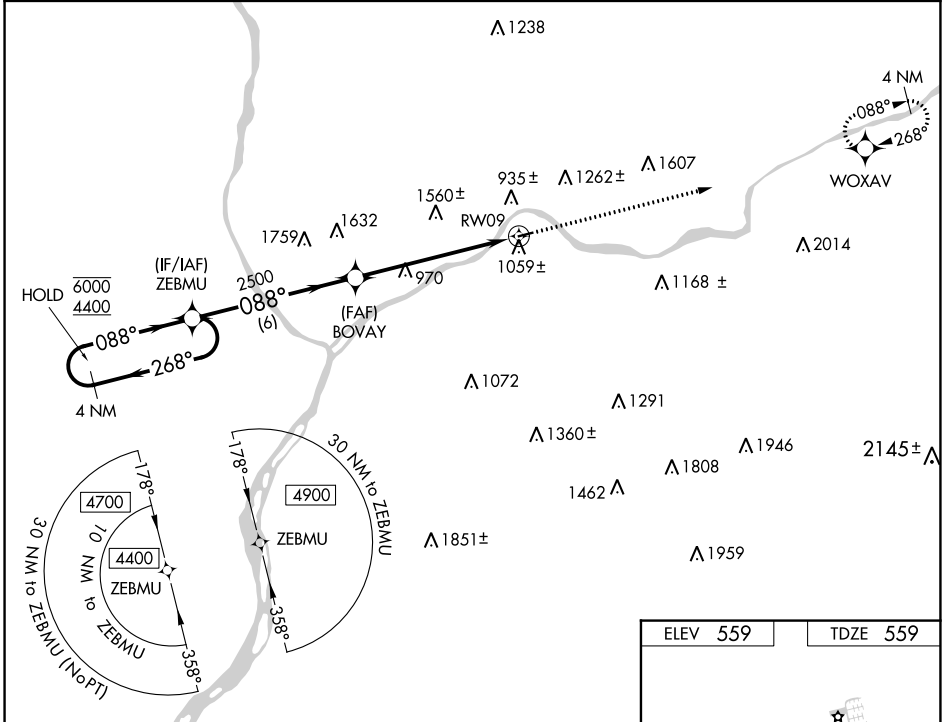 1238
4 NM
088°
268°
WOXAV
1607
1262±
935±
1560±
RW09
1632
1759
2014
1059±
1168 ±
970
(IF/IAF)
ZEBMU
2500
088°
(6)
(FAF)
BOVAY
HOLD
6000
4400
088°
268°
4 NM
1072
1291
1360±
1946
2145±
1808
1462
1851±
1959
178°
4700
10 NM to ZEBMU
4400
ZEBMU
358°
30 NM to ZEBMU (NoPT)
178°
30 NM to ZEBMU
4900
ZEBMU
358°
ELEV 559
TDZE 559